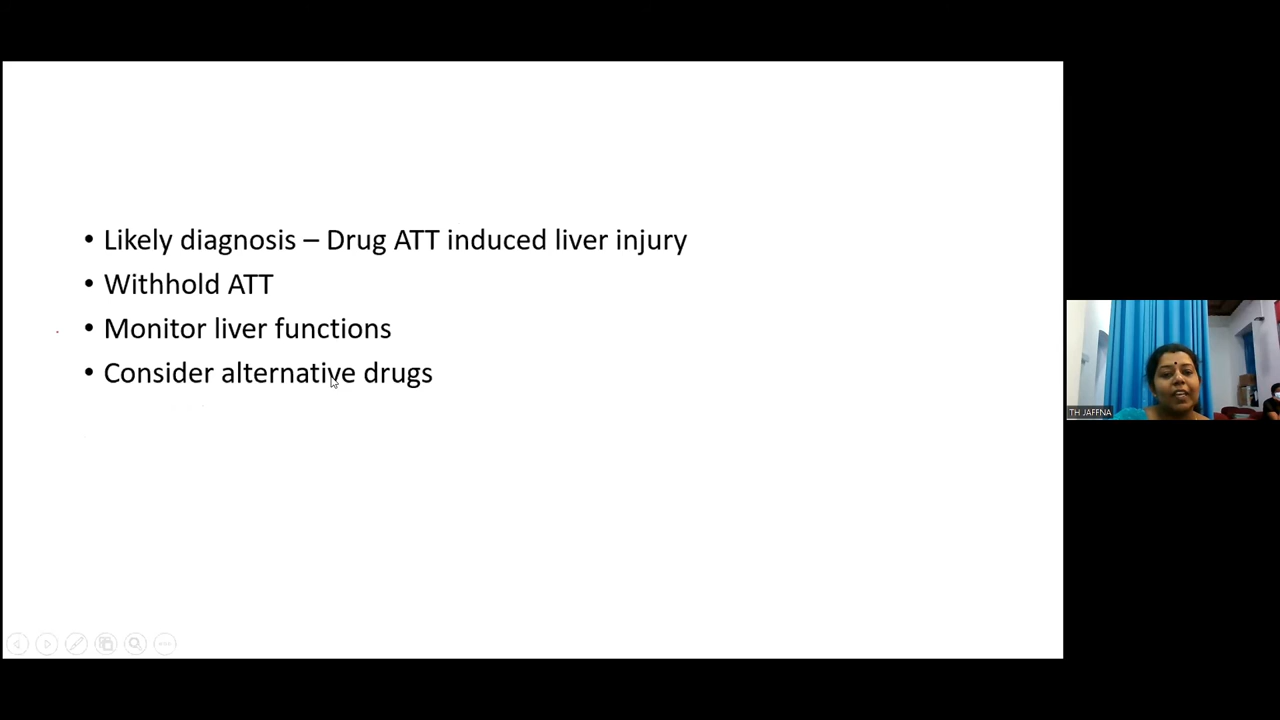 • Likely diagnosis – Drug ATT induced liver injury
• Withhold ATT
• Monitor liver functions
• Consider alternative drugs
TH JAFFNA